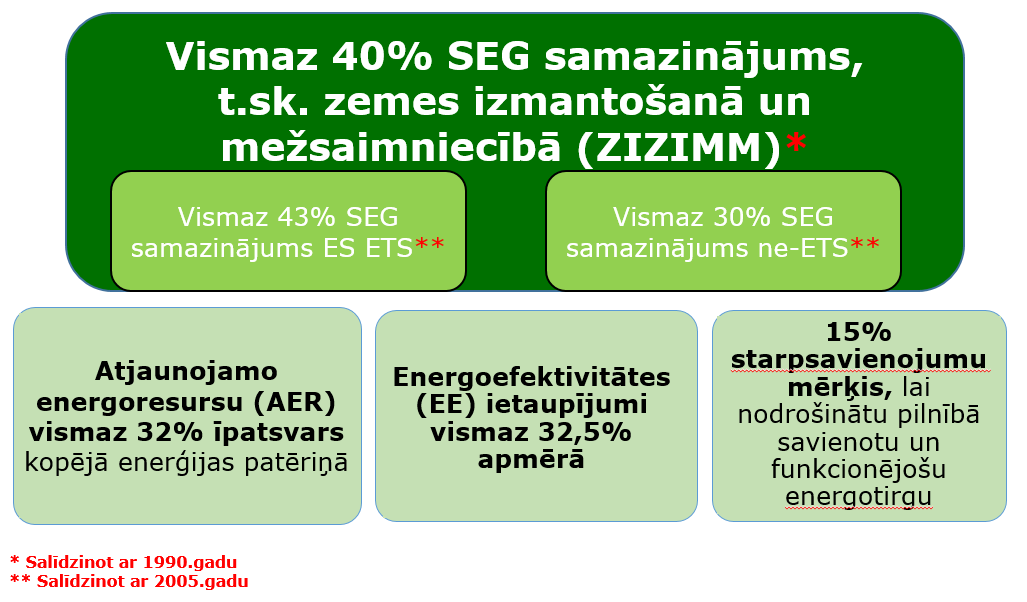 Vismaz 40% SEG samazinājums,
t.sk. zemes izmantošanā un
mežsaimniecībā (ZIZIMM)*
Vismaz 43% SEG
samazinājums ES ETS**
Vismaz 30% SEG
samazinājums ne-ETS**
Atjaunojamo
energoresursu (AER)
vismaz 32% īpatsvars
kopējā enerģijas patēriņā
Energoefektivitātes
(EE) ietaupījumi
vismaz 32,5%
apmērā
15%
starpsavienojumu
mērķis, lai
nodrošinātu pilnībā
savienotu un
funkcionējošu
energotirgu
* Salīdzinot ar 1990.gadu
** Salīdzinot ar 2005.gadu